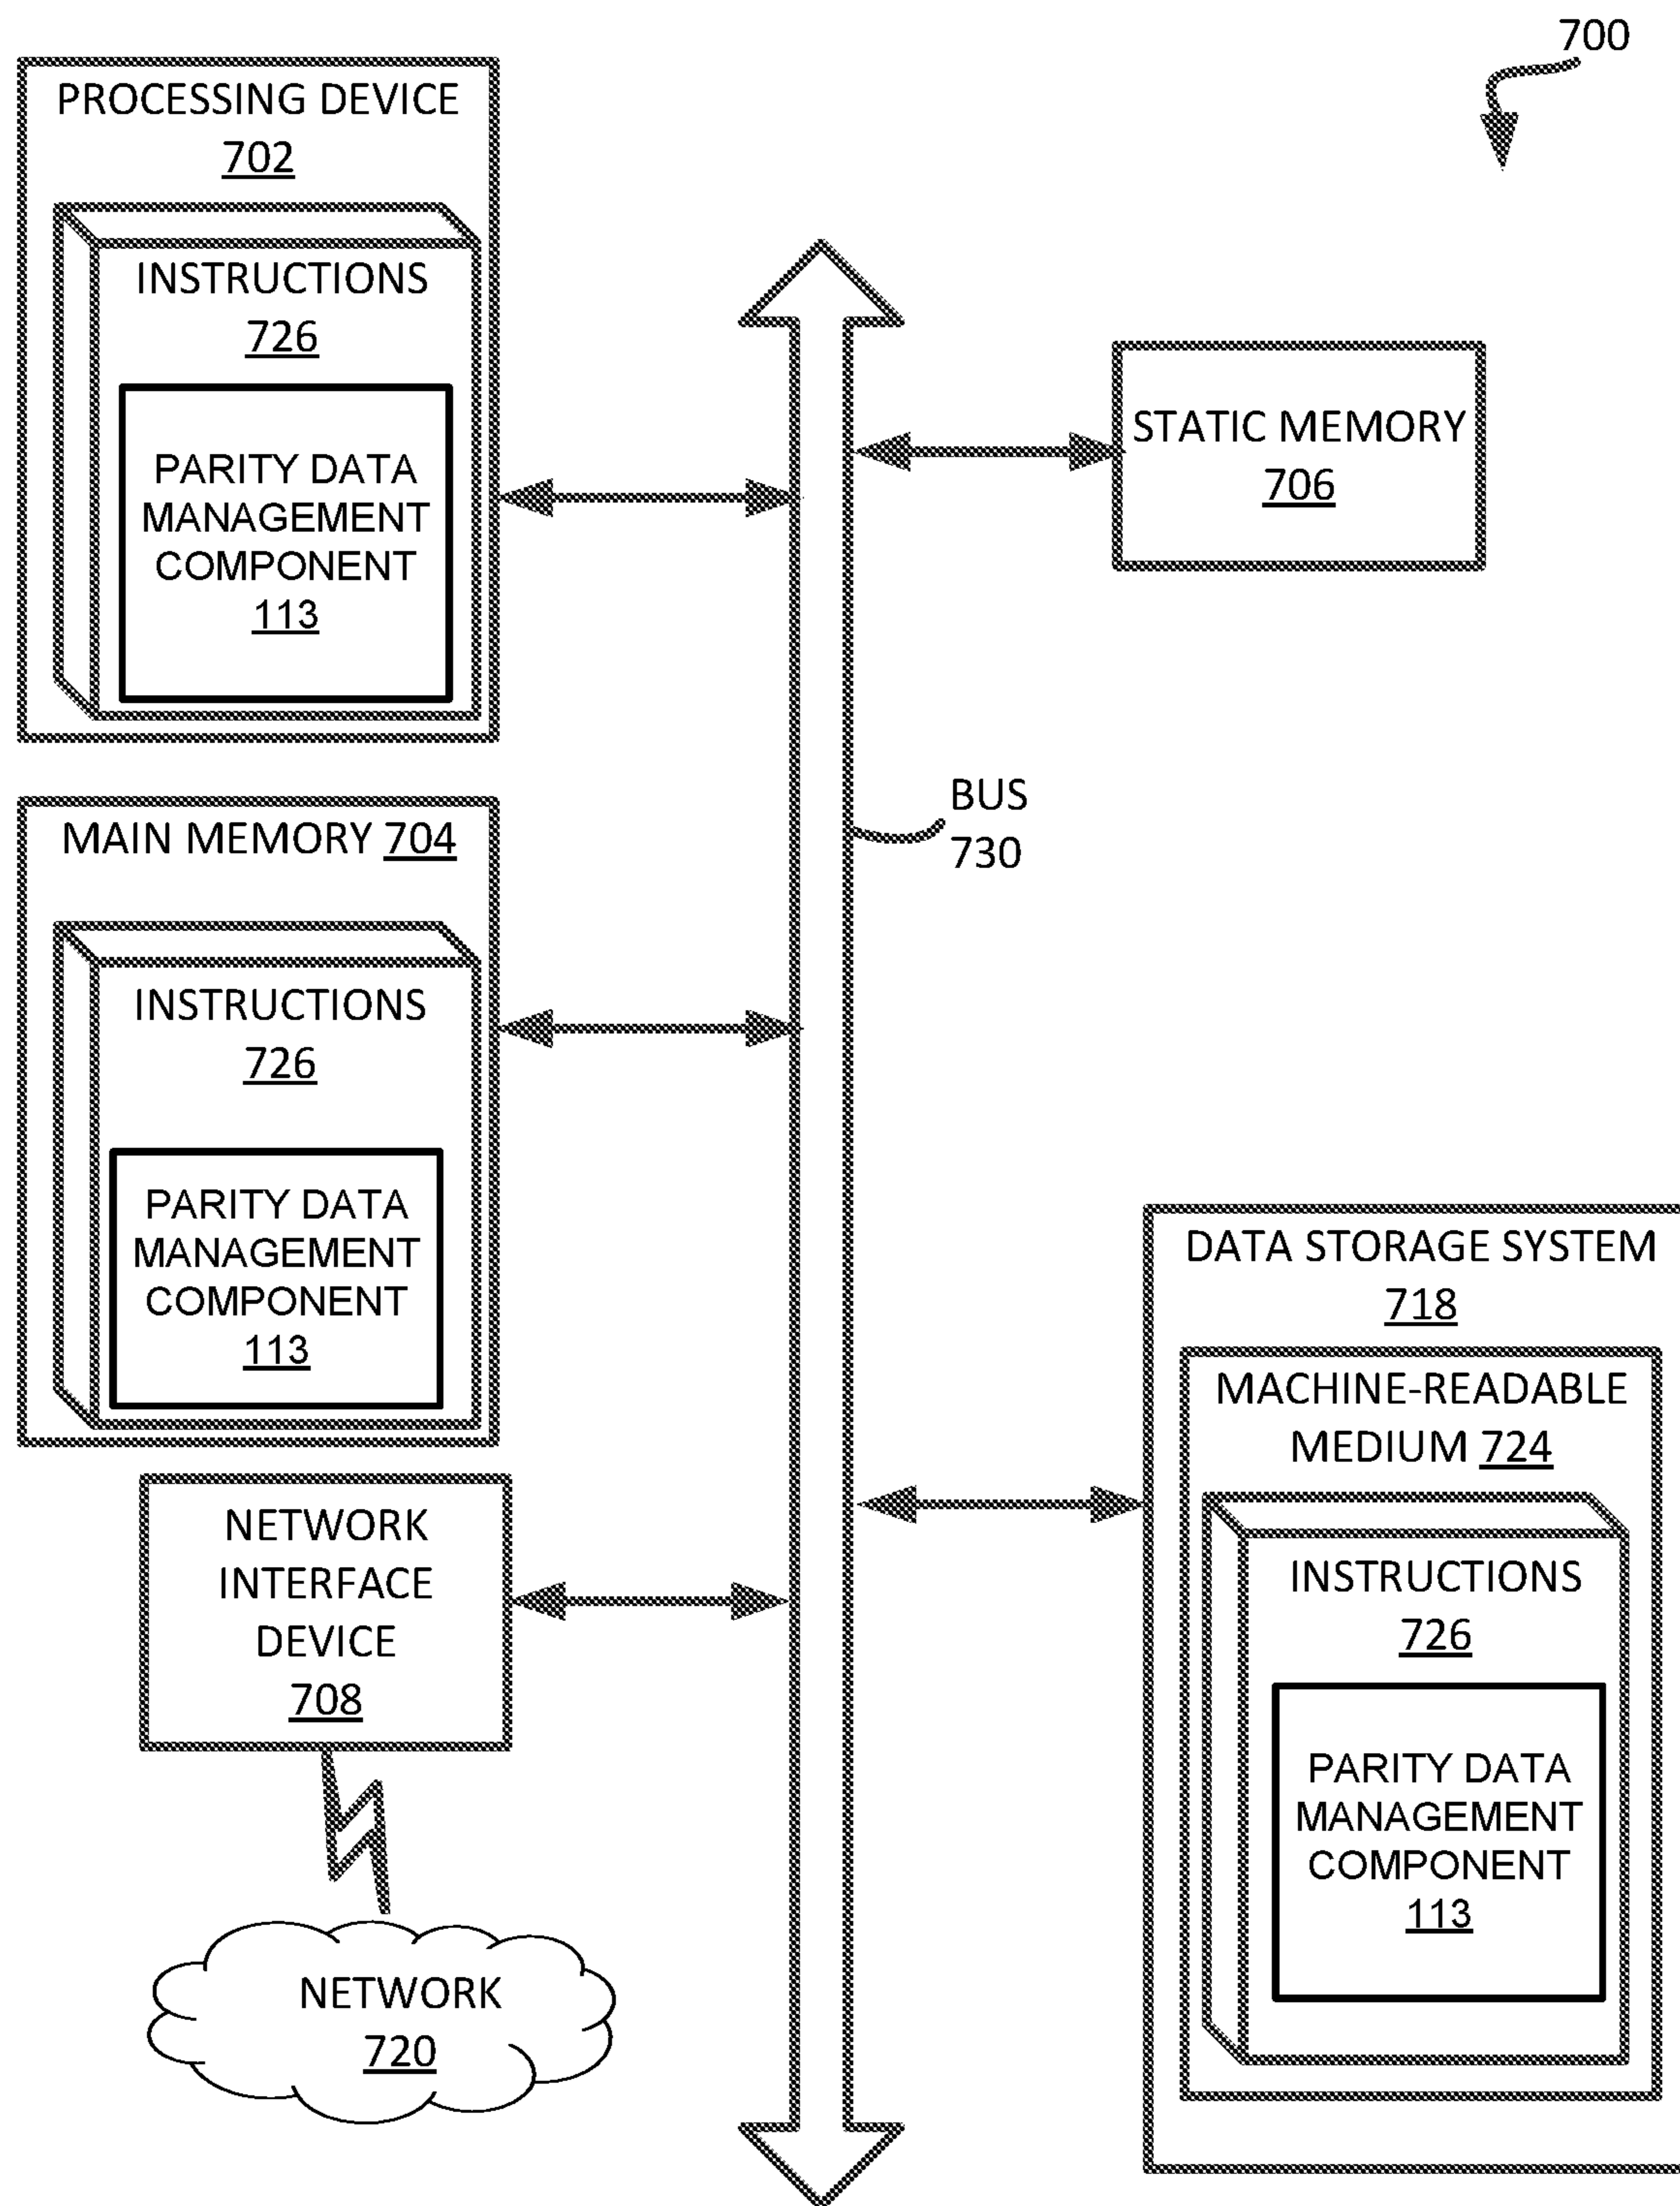 700
PROCESSING DEVICE
702
INSTRUCTIONS
726
PARITY DATA
MANAGEMENT
COMPONENT
113
STATIC MEMORY
706
BUS
730
MAIN MEMORY 704
INSTRUCTIONS
726
PARITY DATA
MANAGEMENT
COMPONENT
113
DATA STORAGE SYSTEM
718
MACHINE-READABLE
MEDIUM 724
INSTRUCTIONS
726
PARITY DATA
MANAGEMENT
COMPONENT
113
NETWORK
INTERFACE
DEVICE
708
NETWORK
720